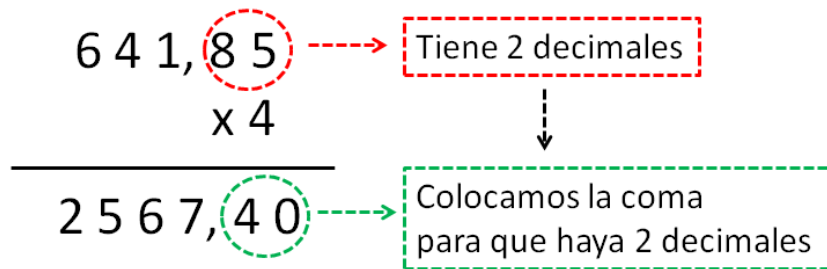 6 4 1, 8 5
Tiene 2 decimales
x 4
2 5 6 7, 4 0
Colocamos la coma
para que haya 2 decimales